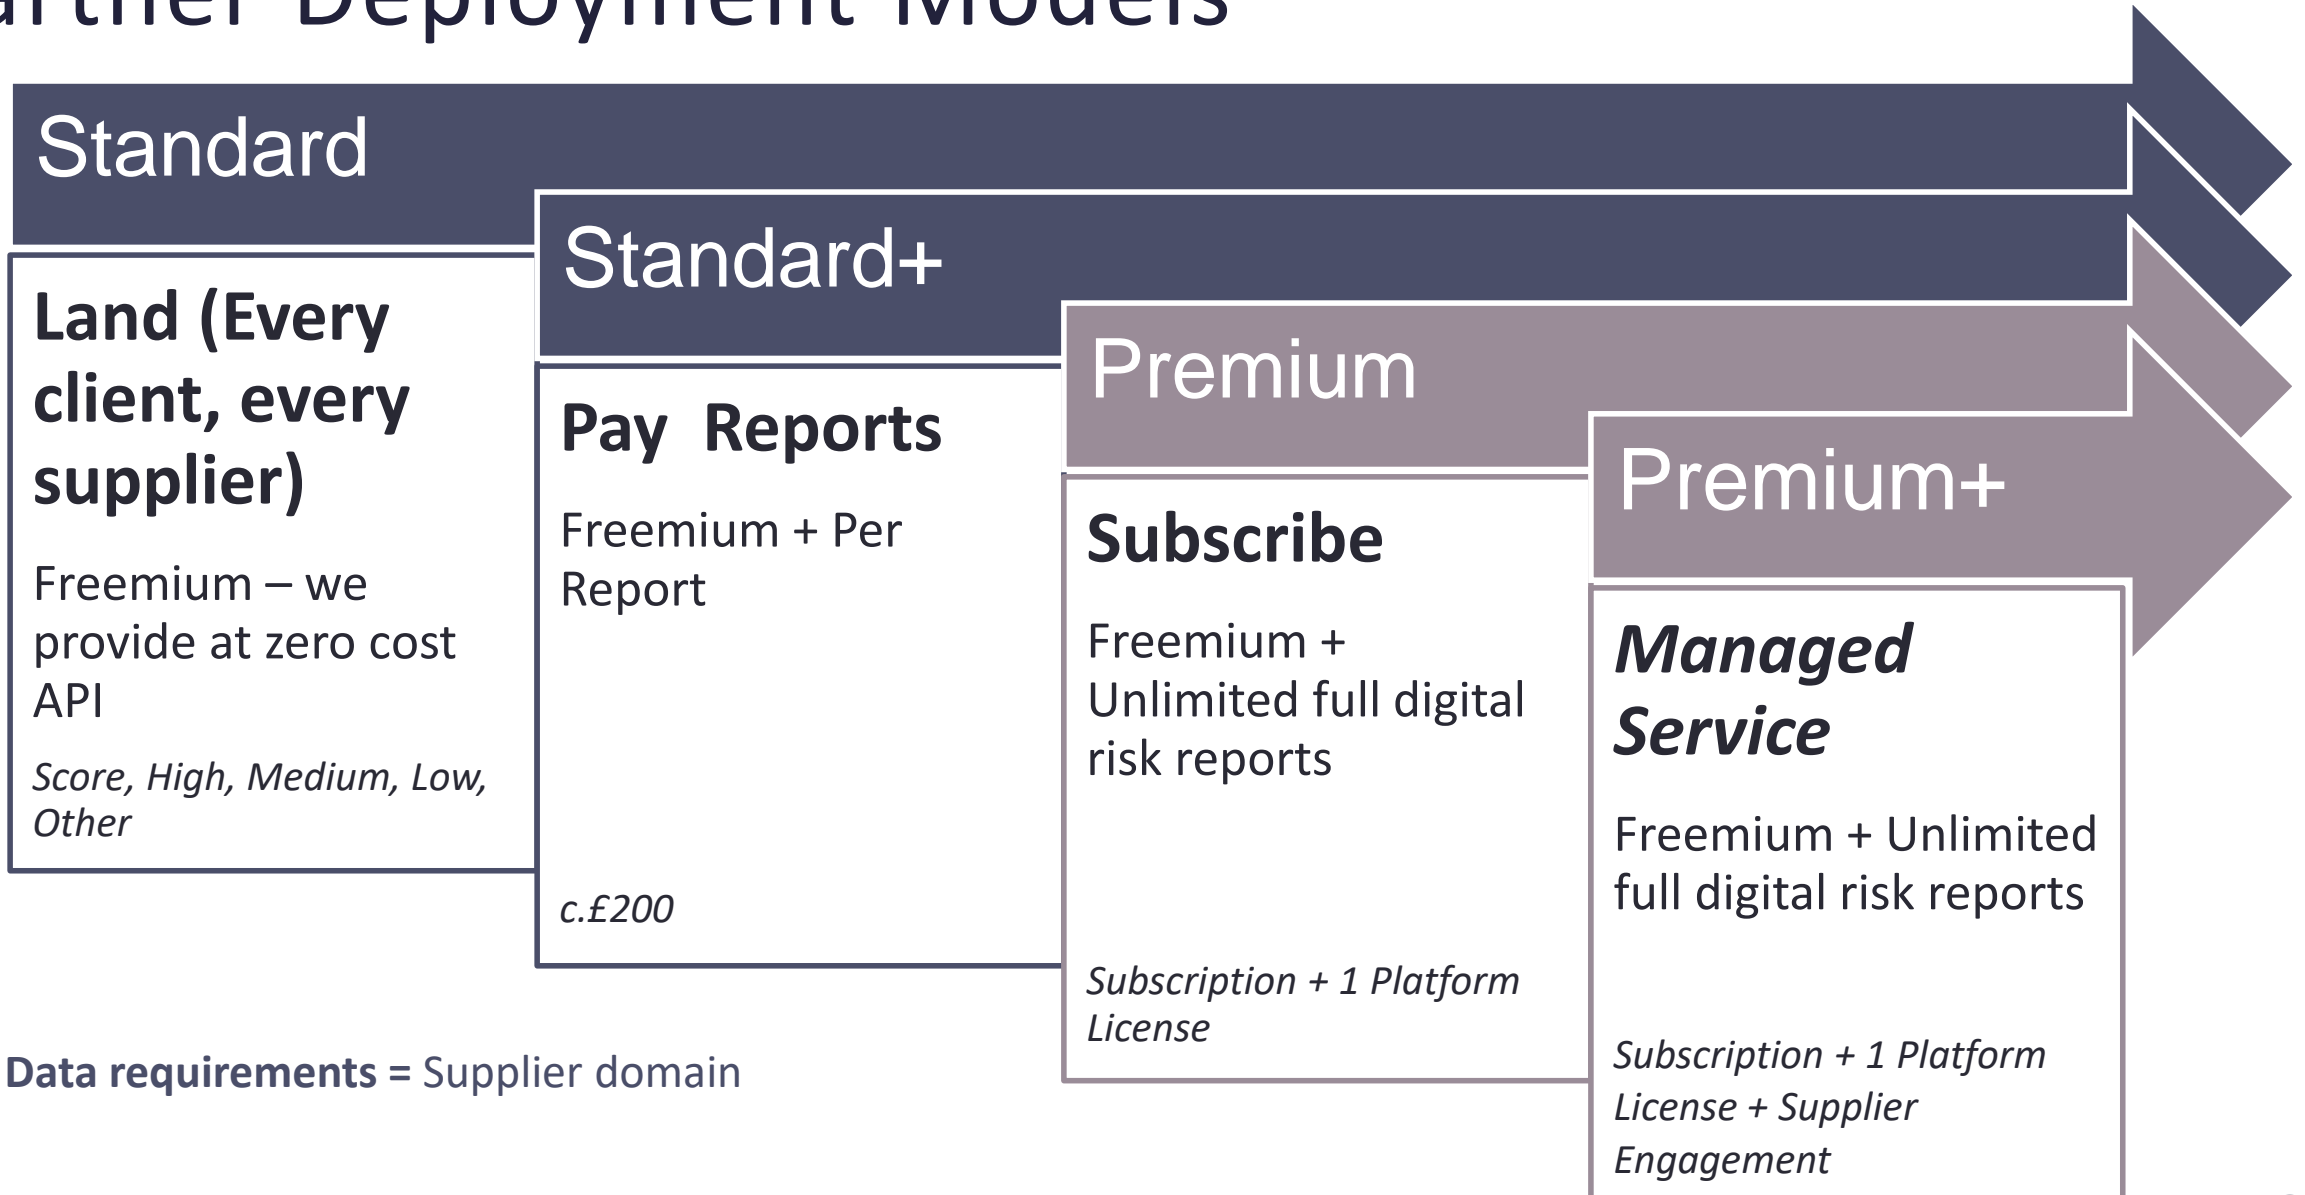 Deployment Models
Standard
Standard+
Premium
Premium+
Land (Every
client, every
supplier)
Freemium – we
provide at zero cost
API
Score, High, Medium, Low,
Other
Pay  Reports
Freemium + Per
Report
c.£200
Subscribe
Freemium +
Unlimited full digital
risk reports
Subscription + 1 Platform
License
Managed
Service
Freemium + Unlimited
full digital risk reports
Subscription + 1 Platform
License + Supplier
Engagement
Data requirements = Supplier domain